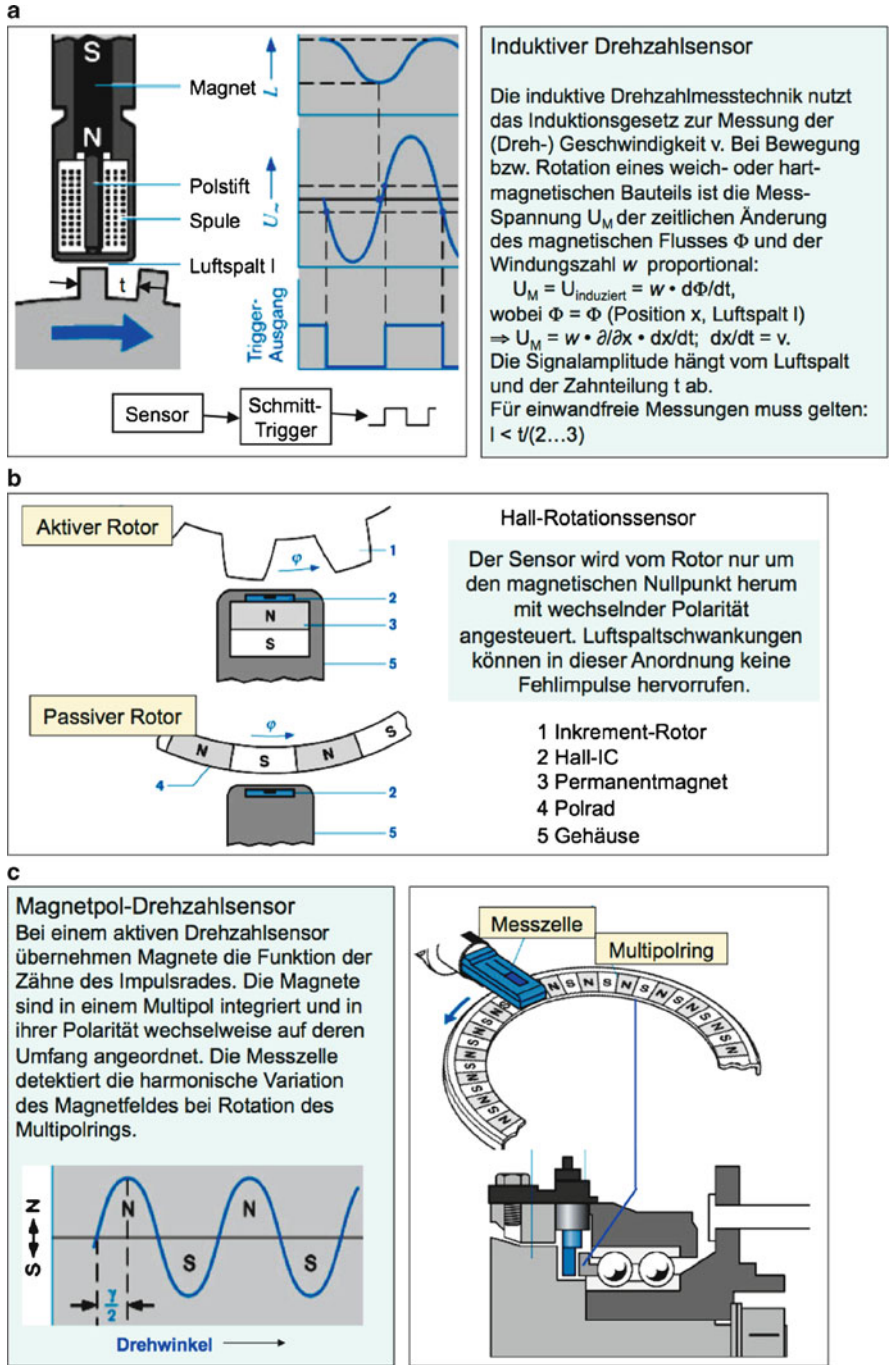 a
S
N
Magnet
Polstift
Spule
Luftspalt l
t
L
U~
Trigger-
Ausgang
Sensor
Schmitt-
Trigger
Induktiver Drehzahlsensor
Die induktive Drehzahlmesstechnik nutzt
das Induktionsgesetz zur Messung der
(Dreh-) Geschwindigkeit v. Bei Bewegung
bzw. Rotation eines weich- oder hart-
magnetischen Bauteils ist die Mess-
Spannung U_M der zeitlichen Änderung
des magnetischen Flusses Φ und der
Windungszahl w proportional:
U_M = U_induziert = w • dΦ/dt,
wobei Φ = Φ (Position x, Luftspalt l)
⇒ U_M = w • ∂/∂x • dx/dt; dx/dt = v.
Die Signalamplitude hängt vom Luftspalt
und der Zahnteilung t ab.
Für einwandfreie Messungen muss gelten:
l < t/(2…3)
b
Aktiver Rotor
φ
1
2
N
3
S
5
Passiver Rotor
φ
N S N S
4
2
5
Hall-Rotationssensor
Der Sensor wird vom Rotor nur um
den magnetischen Nullpunkt herum
mit wechselnder Polarität
angesteuert. Luftspaltschwankungen
können in dieser Anordnung keine
Fehlimpulse hervorrufen.
1 Inkrement-Rotor
2 Hall-IC
3 Permanentmagnet
4 Polrad
5 Gehäuse
c
Magnetpol-Drehzahlsensor
Bei einem aktiven Drehzahlsensor
übernehmen Magnete die Funktion der
Zähne des Impulsrades. Die Magnete
sind in einem Multipol integriert und in
ihrer Polarität wechselweise auf deren
Umfang angeordnet. Die Messzelle
detektiert die harmonische Variation
des Magnetfeldes bei Rotation des
Multipolrings.
S ↔ N
N N
S S
γ/2
Drehwinkel
Messzelle
Multipolring
N S N S N S N S N S N S N
S N S N S N S N S N